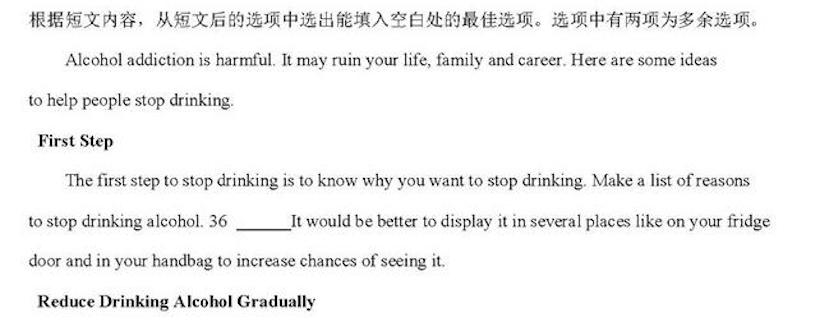 根据短文内容，从短文后的选项中选出能填入空白处的最佳选项。选项中有两项为多余选项。
Alcohol addiction is harmful. It may ruin your life, family and career. Here are some ideas
to help people stop drinking.
First Step
The first step to stop drinking is to know why you want to stop drinking. Make a list of reasons
to stop drinking alcohol. 36 ______It would be better to display it in several places like on your fridge
door and in your handbag to increase chances of seeing it.
Reduce Drinking Alcohol Gradually